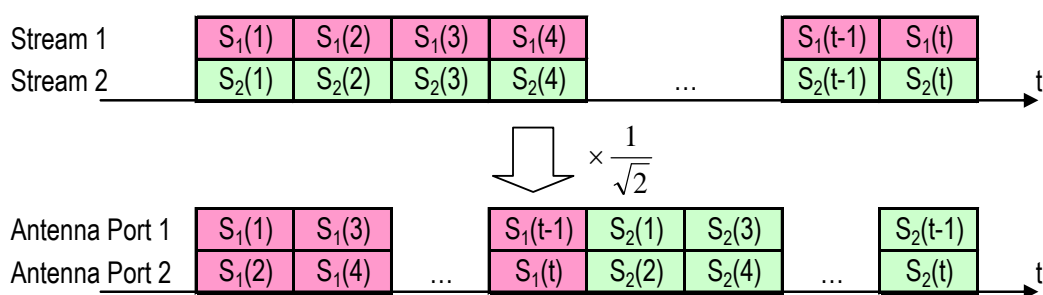 Stream 1 S₁(1) S₁(2) S₁(3) S₁(4) S₁(t-1) S₁(t)
Stream 2 S₂(1) S₂(2) S₂(3) S₂(4) ... S₂(t-1) S₂(t) t
× 1/√2
Antenna Port 1 S₁(1) S₁(3) S₁(t-1) S₂(1) S₂(3) S₂(t-1)
Antenna Port 2 S₁(2) S₁(4) ... S₁(t) S₂(2) S₂(4) ... S₂(t) t